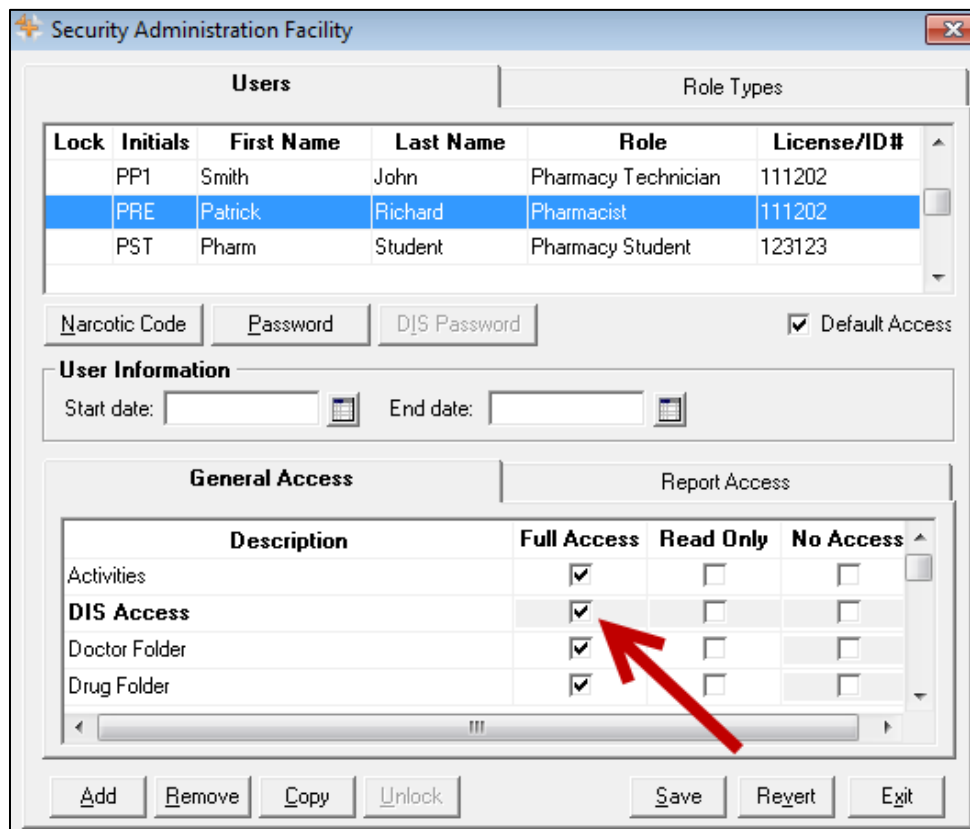 Security Administration Facility
Users Role Types
Lock Initials First Name Last Name Role License/ID#
PP1 Smith John Pharmacy Technician 111202
PRE Patrick Richard Pharmacist 111202
PST Pharm Student Pharmacy Student 123123
Narcotic Code Password DIS Password Default Access
User Information
Start date: End date:
General Access Report Access
Description Full Access Read Only No Access
Activities
DIS Access
Doctor Folder
Drug Folder
Add Remove Copy Unlock Save Revert Exit